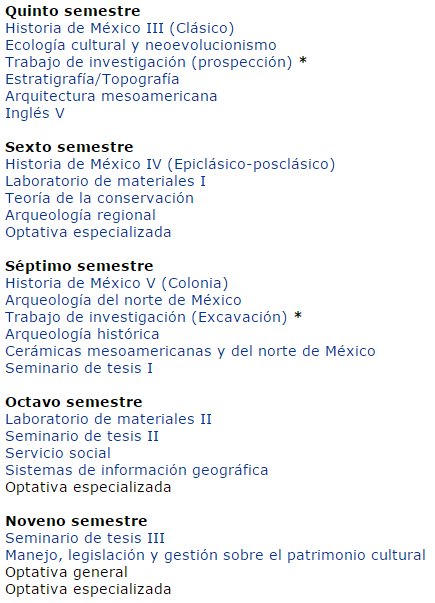 Quinto semestre
Historia de México III (Clásico)
Ecología cultural y neoevolucionismo
Trabajo de investigación (prospección) *
Estratigrafía/Topografía
Arquitectura mesoamericana
Inglés V
Sexto semestre
Historia de México IV (Epiclásico-posclásico)
Laboratorio de materiales I
Teoría de la conservación
Arqueología regional
Optativa especializada
Séptimo semestre
Historia de México V (Colonia)
Arqueología del norte de México
Trabajo de investigación (Excavación) *
Arqueología histórica
Cerámicas mesoamericanas y del norte de México
Seminario de tesis I
Octavo semestre
Laboratorio de materiales II
Seminario de tesis II
Servicio social
Sistemas de información geográfica
Optativa especializada
Noveno semestre
Seminario de tesis III
Manejo, legislación y gestión sobre el patrimonio cultural
Optativa general
Optativa especializada